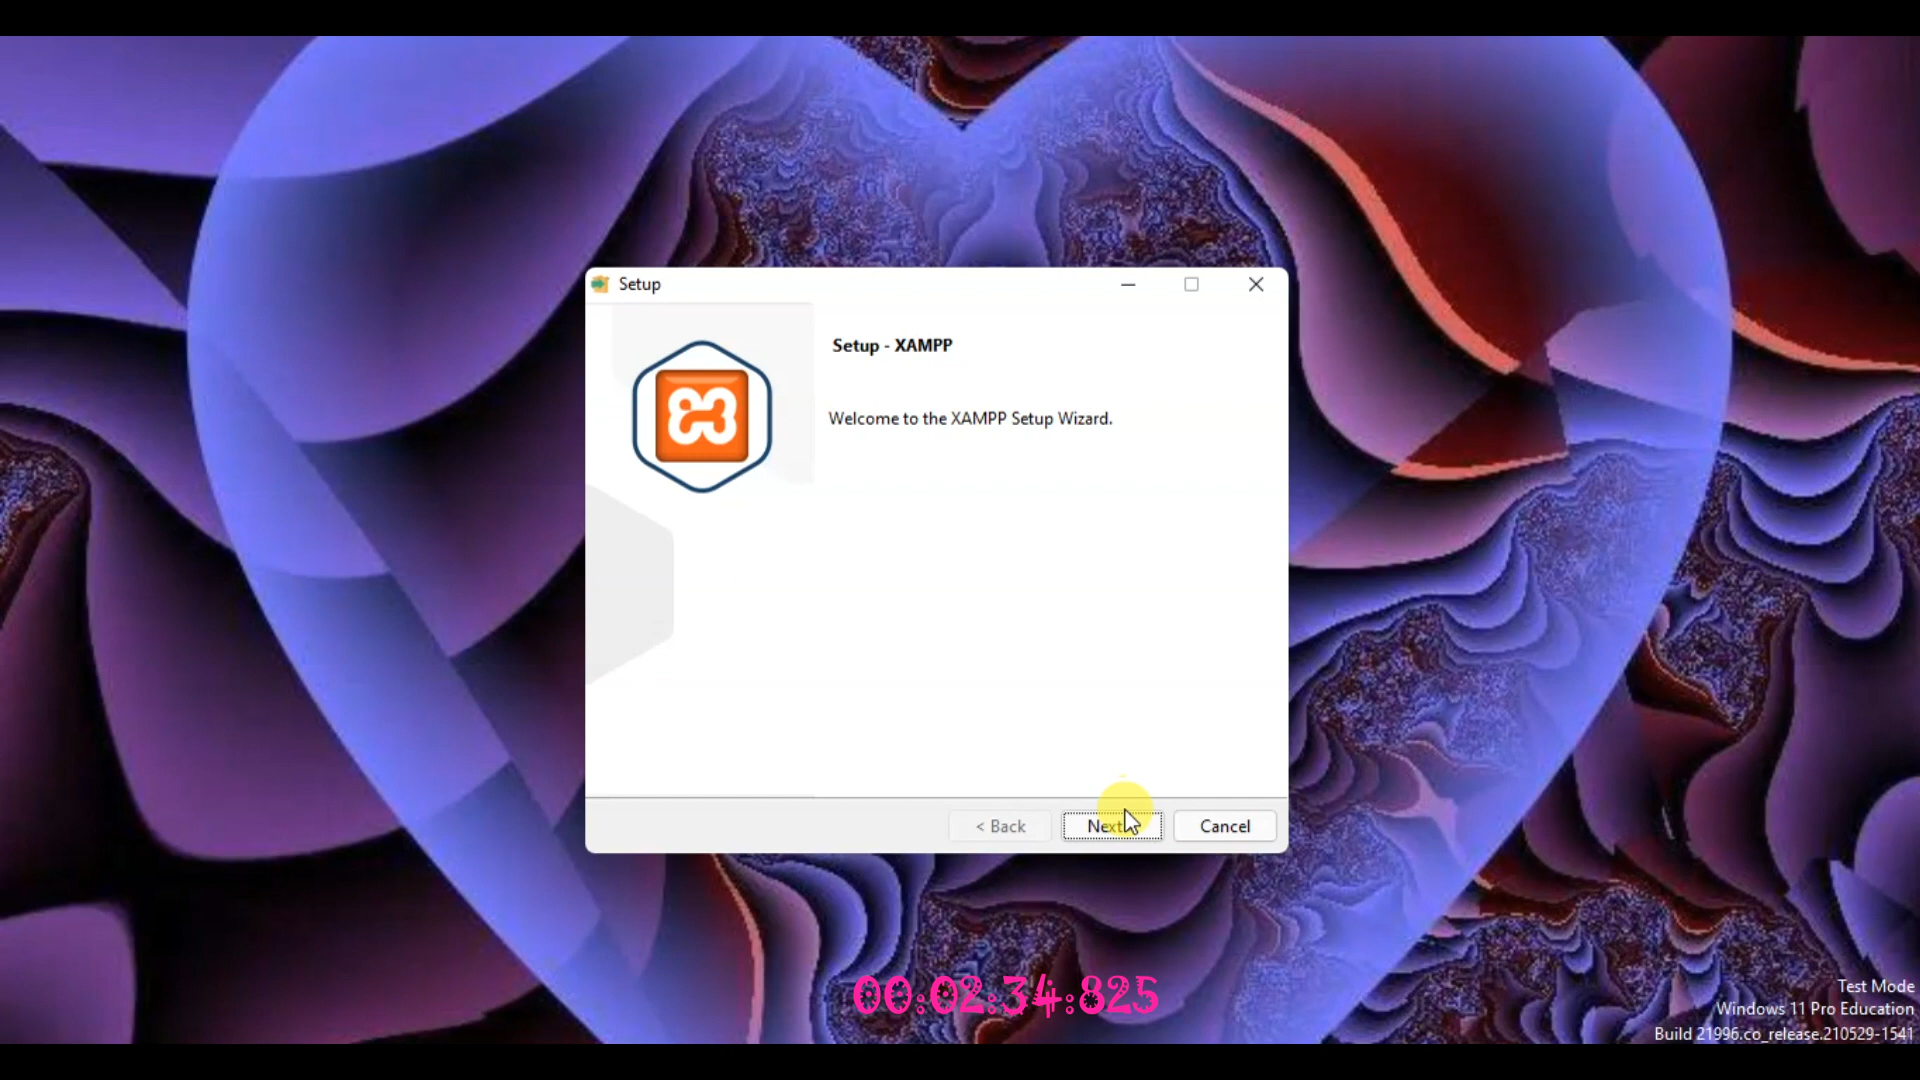 Setup
Setup - XAMPP
Welcome to the XAMPP Setup Wizard.
< Back
Next
Cancel
00:02:34:825
Test Mode
Windows 11 Pro Education
Build 21996.co_release.210529-1541